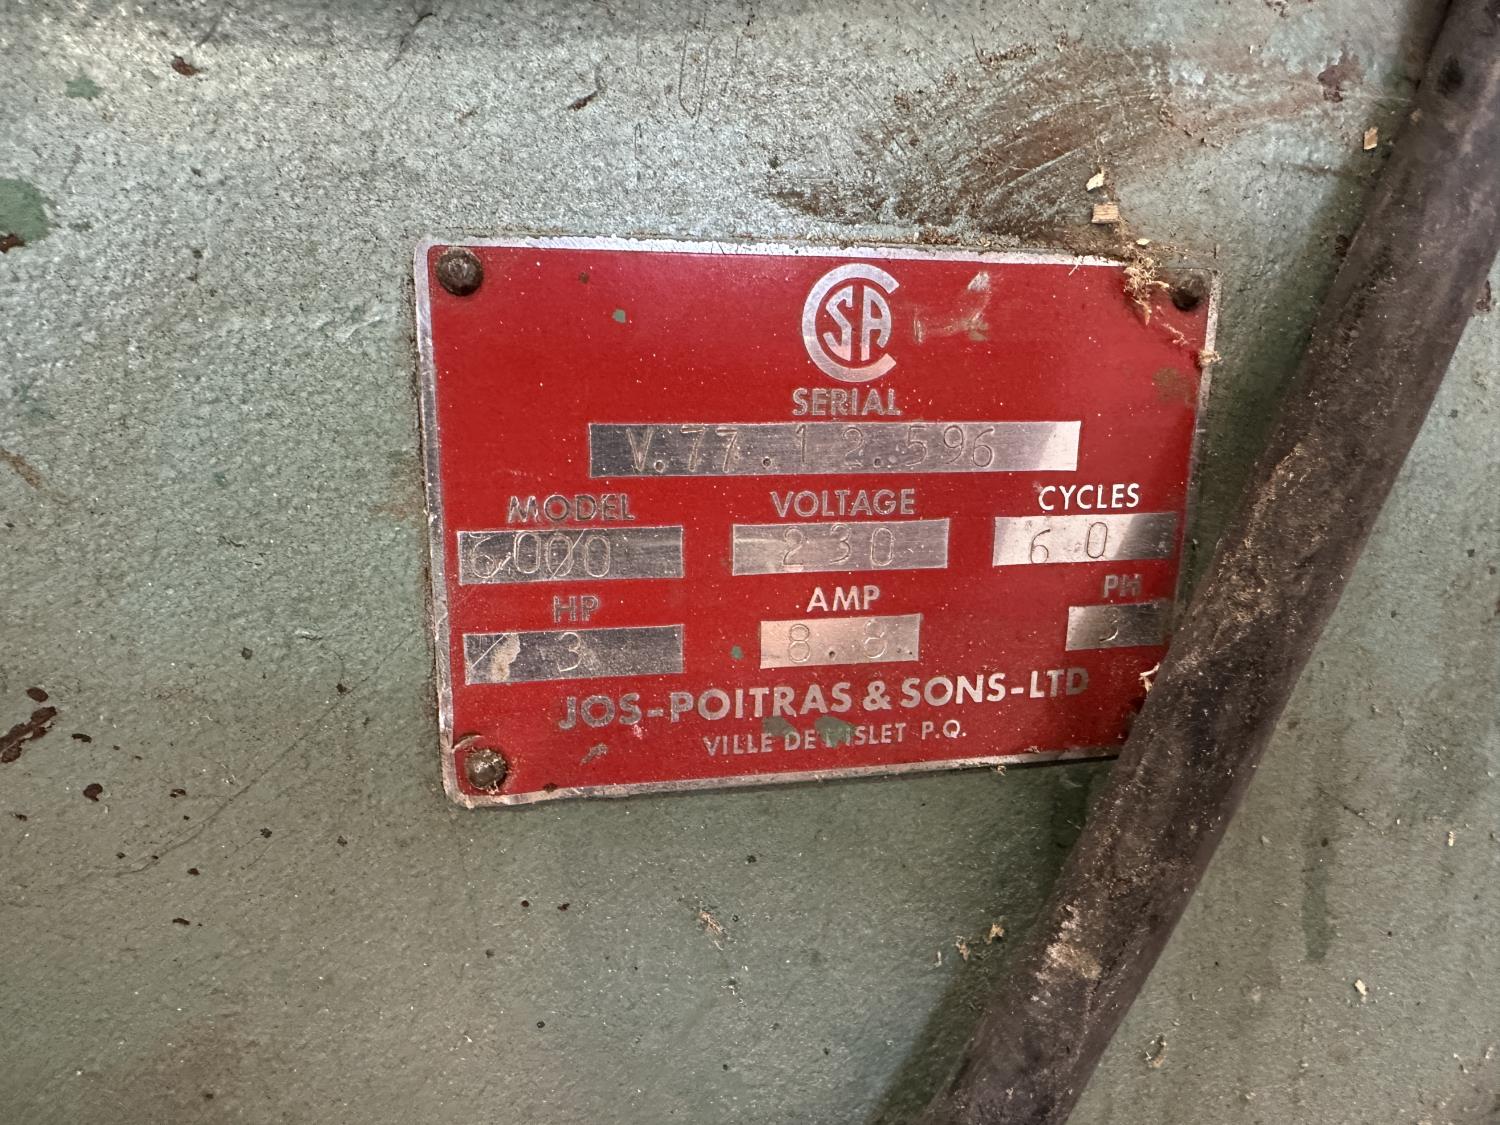 CSA
SERIAL
V.77.12.596
MODEL VOLTAGE CYCLES
6000 230 60
HP AMP PH
3 8.8 3
JOS-POITRAS & SONS-LTD
VILLE DE L'ISLET P.Q.